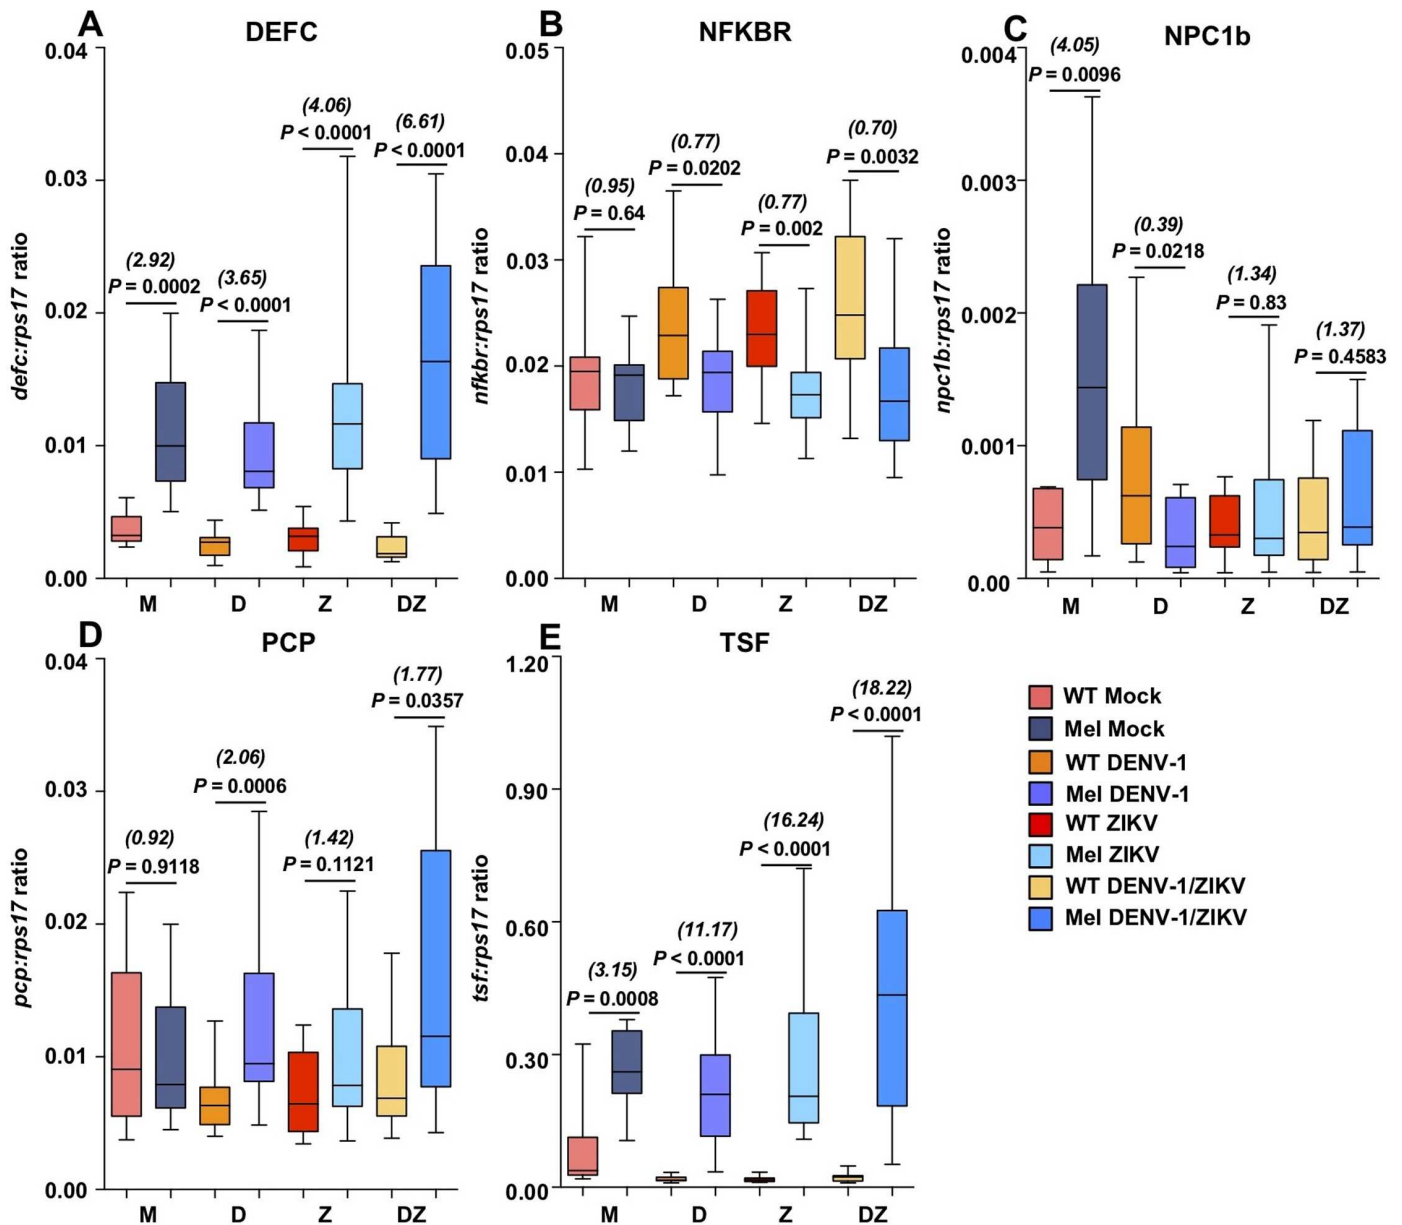 A
DEFC
0.04
0.03
0.02
0.01
0.00
defc:rps17 ratio
(2.92)
P = 0.0002
(3.65)
P < 0.0001
(4.06)
P < 0.0001
(6.61)
P < 0.0001
M D Z DZ
B
NFKBR
0.05
0.04
0.03
0.02
0.01
0.00
nfkbr:rps17 ratio
(0.95)
P = 0.64
(0.77)
P = 0.0202
(0.77)
P = 0.002
(0.70)
P = 0.0032
M D Z DZ
C
NPC1b
0.004
0.003
0.002
0.001
0.00
npc1b:rps17 ratio
(4.05)
P = 0.0096
(0.39)
P = 0.0218
(1.34)
P = 0.83
(1.37)
P = 0.4583
M D Z DZ
D
PCP
0.04
0.03
0.02
0.01
0.00
pcp:rps17 ratio
(0.92)
P = 0.9118
(2.06)
P = 0.0006
(1.42)
P = 0.1121
(1.77)
P = 0.0357
M D Z DZ
E
TSF
1.20
0.90
0.60
0.30
0.00
tsf:rps17 ratio
(3.15)
P = 0.0008
(11.17)
P < 0.0001
(16.24)
P < 0.0001
(18.22)
P < 0.0001
M D Z DZ
WT Mock
Mel Mock
WT DENV-1
Mel DENV-1
WT ZIKV
Mel ZIKV
WT DENV-1/ZIKV
Mel DENV-1/ZIKV